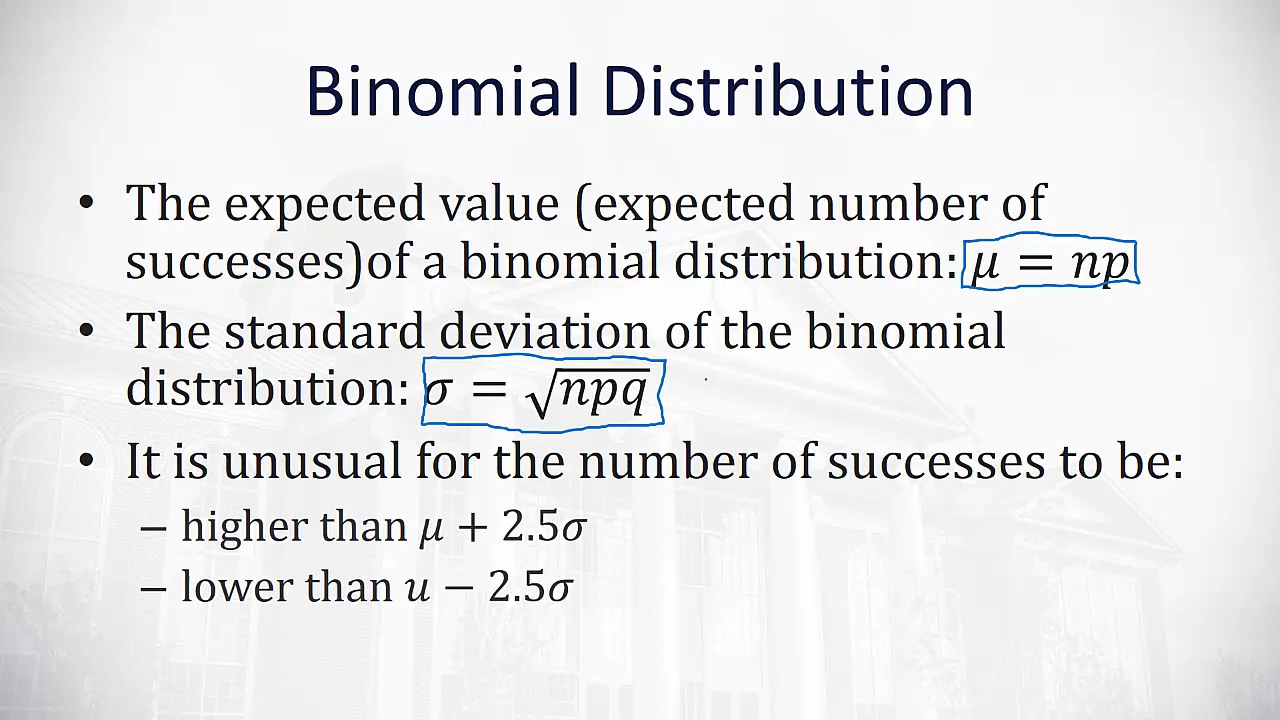 Binomial Distribution
• The expected value (expected number of
successes)of a binomial distribution: μ = np
• The standard deviation of the binomial
distribution: σ = √npq
• It is unusual for the number of successes to be:
– higher than μ + 2.5σ
– lower than u − 2.5σ